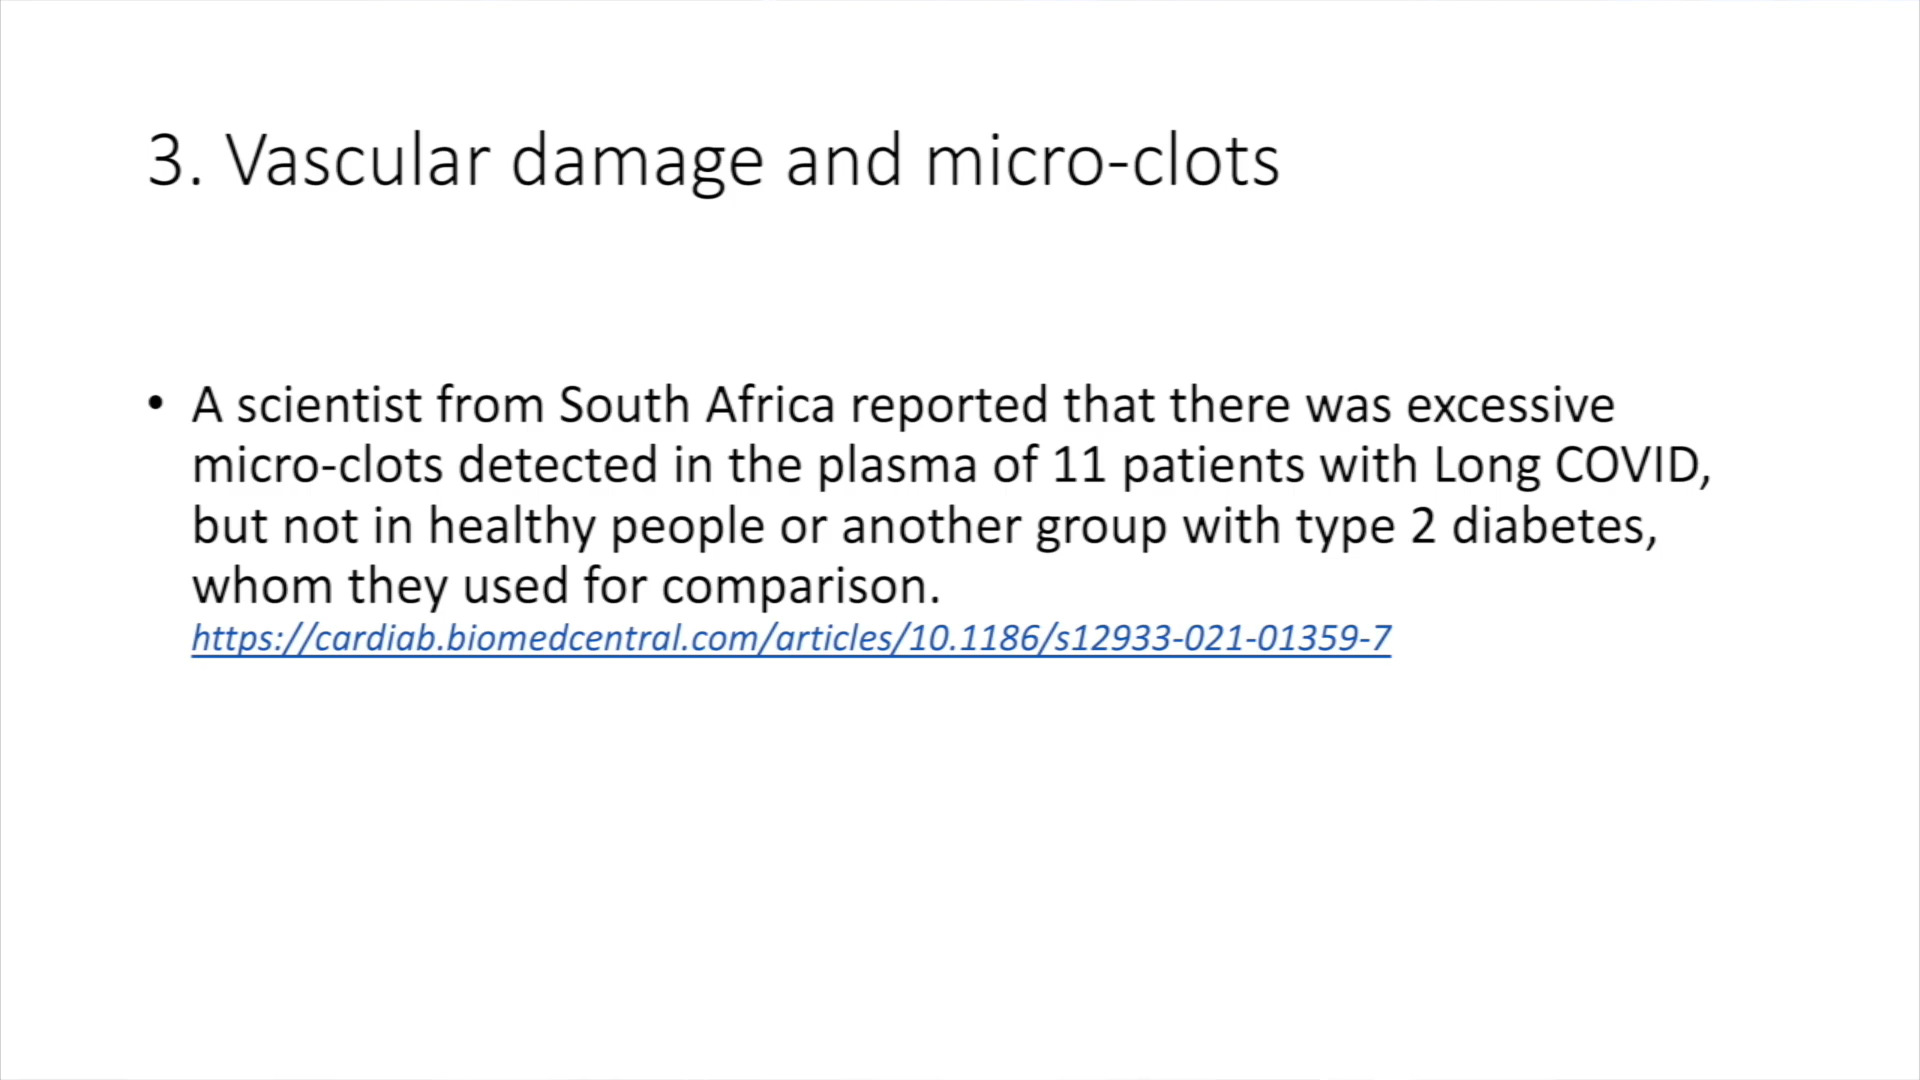 3. Vascular damage and micro-clots
• A scientist from South Africa reported that there was excessive
micro-clots detected in the plasma of 11 patients with Long COVID,
but not in healthy people or another group with type 2 diabetes,
whom they used for comparison.
https://cardiab.biomedcentral.com/articles/10.1186/s12933-021-01359-7